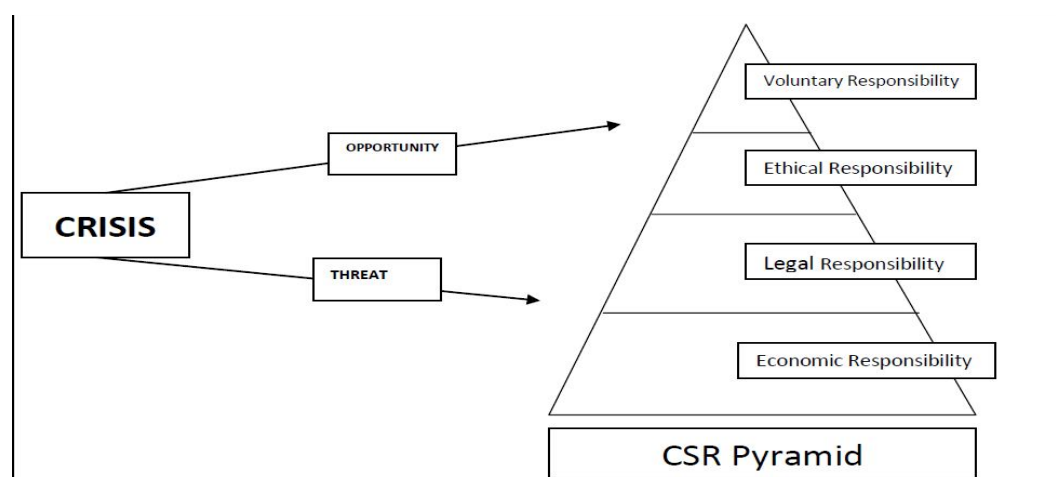 Voluntary Responsibility
OPPORTUNITY
Ethical Responsibility
CRISIS
Legal Responsibility
THREAT
Economic Responsibility
CSR Pyramid